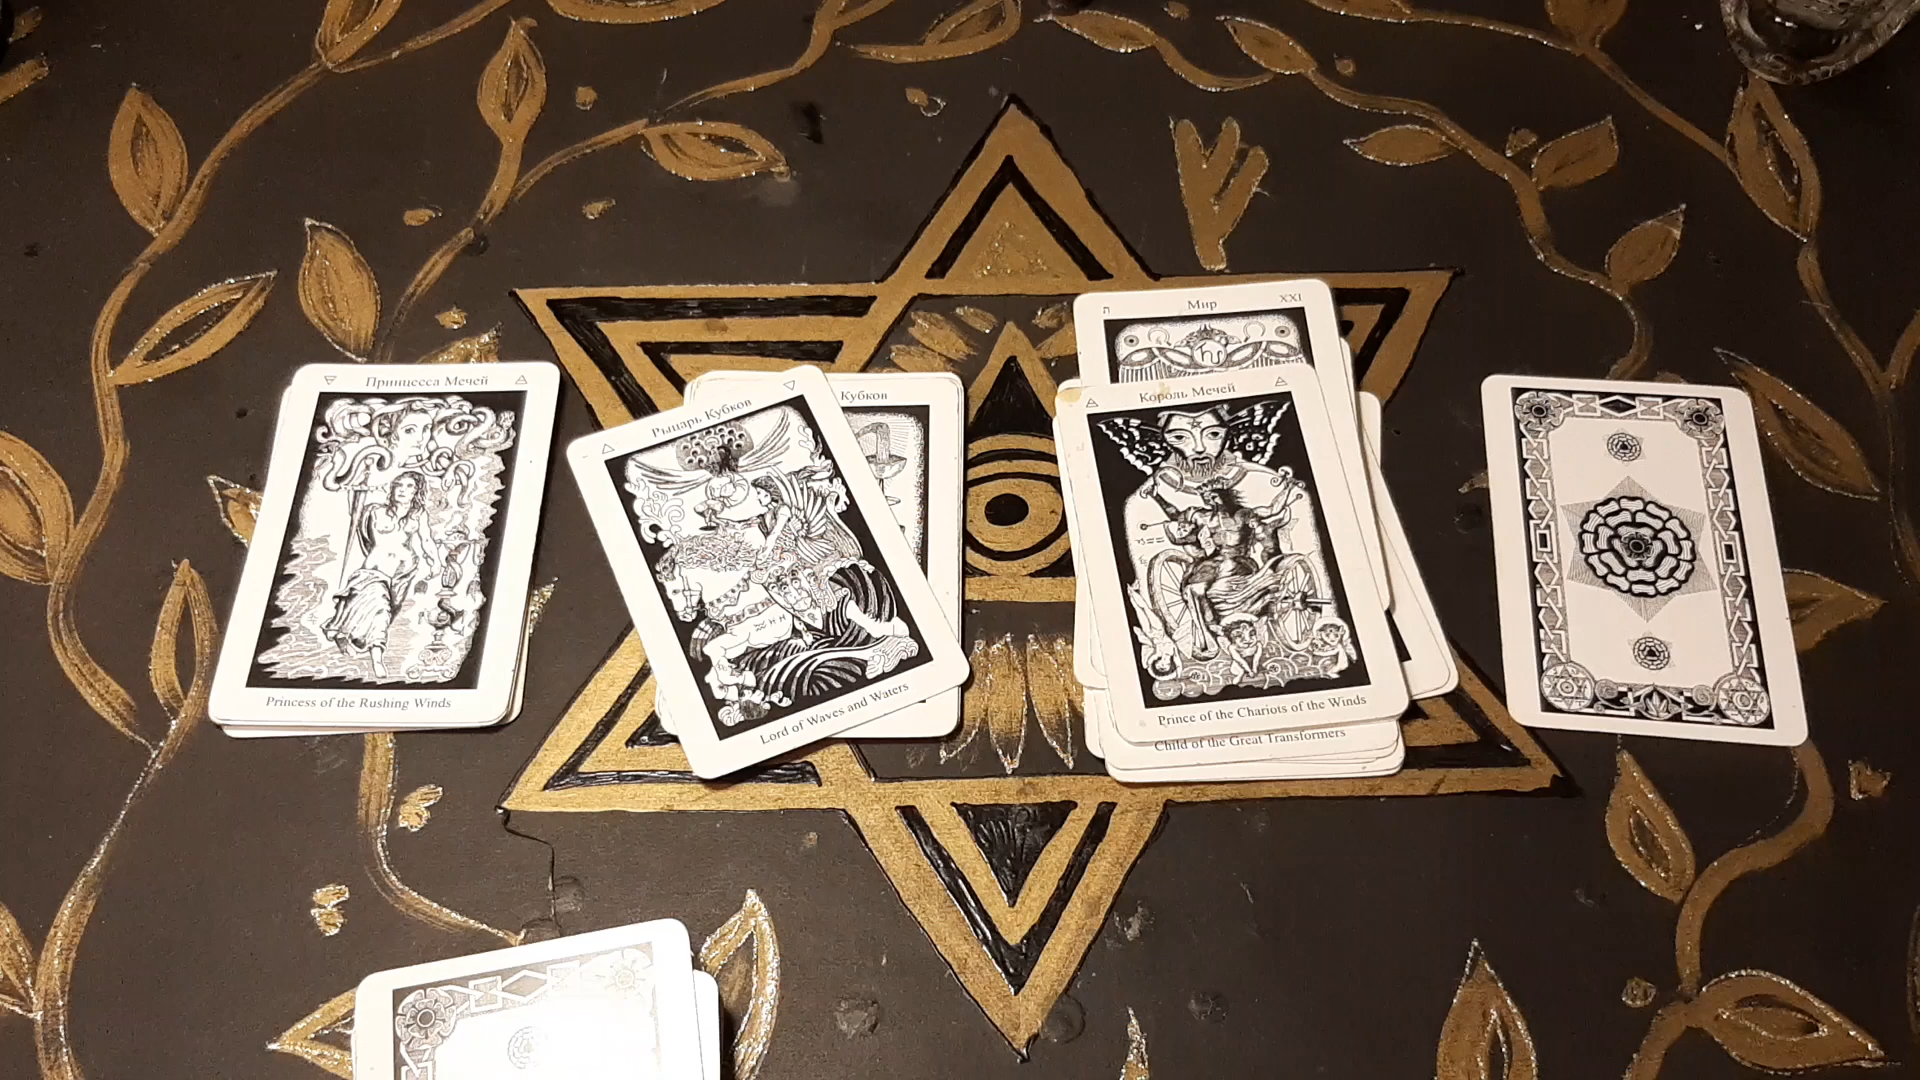 Принцесса Мечей
Princess of the Rushing Winds
Рыцарь Кубков
Lord of Waves and Waters
Кубков
Мир XXI
ת
Король Мечей
Prince of the Chariots of the Winds
Child of the Great Transformers